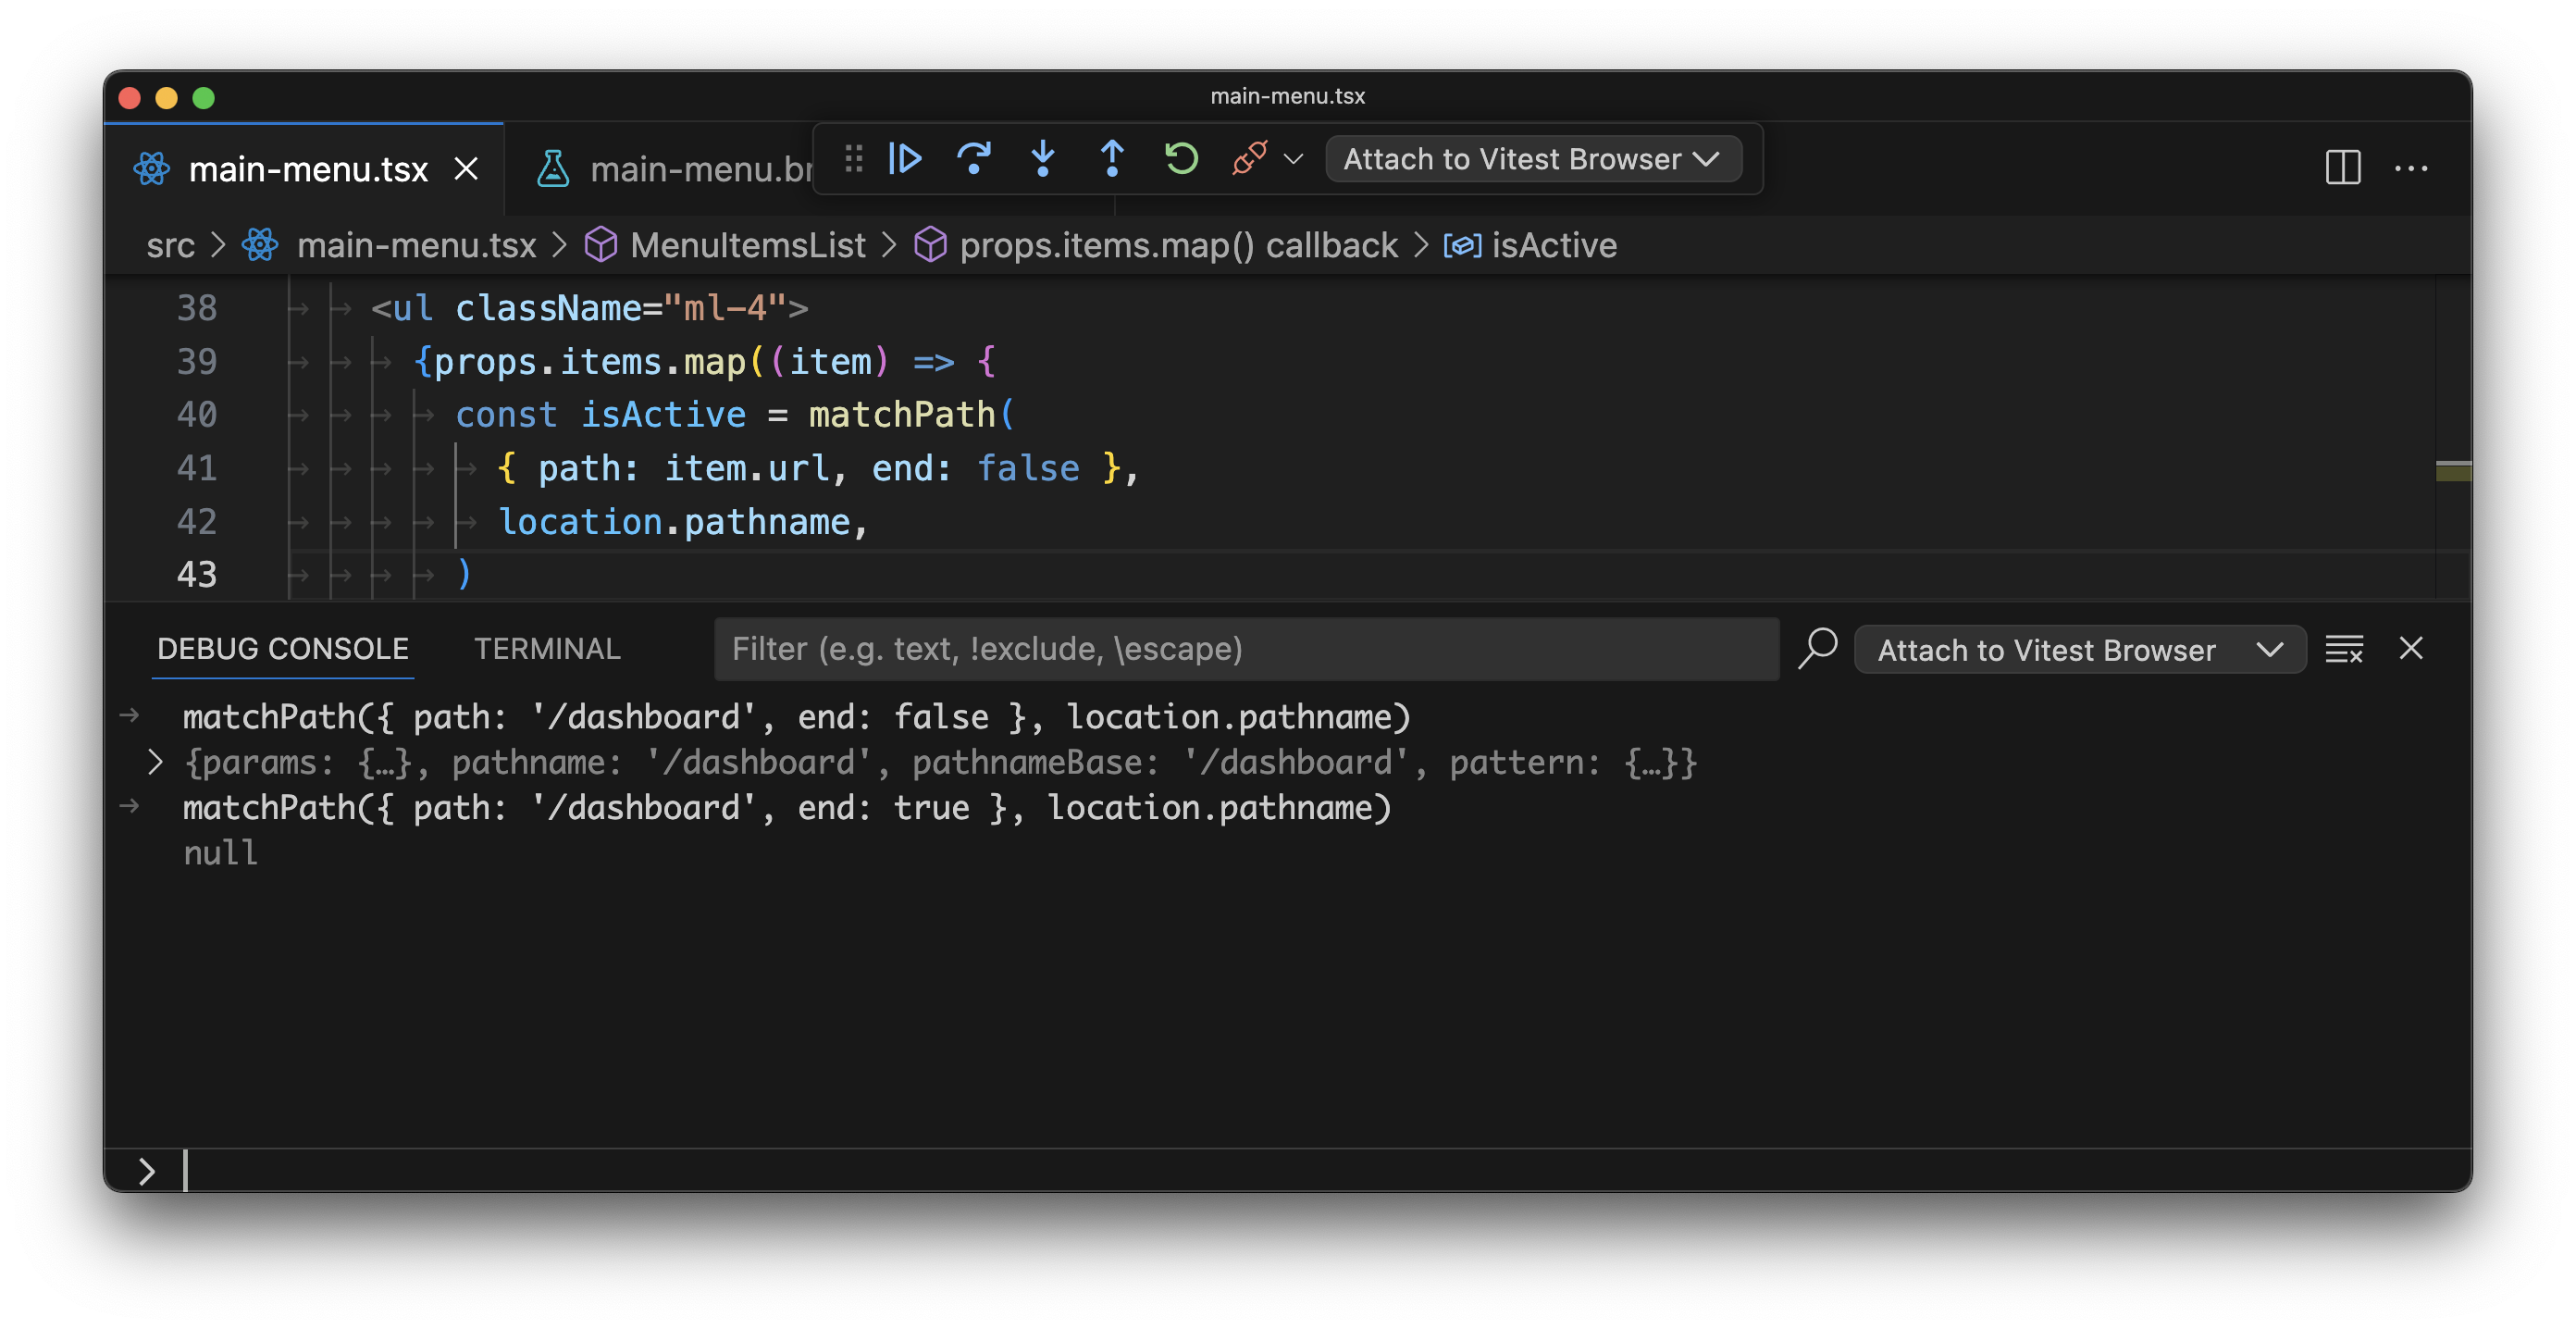 main-menu.tsx
main-menu.tsx main-menu.br Attach to Vitest Browser
src > main-menu.tsx > MenuItemsList > props.items.map() callback > isActive
38 <ul className="ml-4">
39 {props.items.map((item) => {
40 const isActive = matchPath(
41 { path: item.url, end: false },
42 location.pathname,
43 )
DEBUG CONSOLE TERMINAL Filter (e.g. text, !exclude, \escape) Attach to Vitest Browser
matchPath({ path: '/dashboard', end: false }, location.pathname)
{params: {…}, pathname: '/dashboard', pathnameBase: '/dashboard', pattern: {…}}
matchPath({ path: '/dashboard', end: true }, location.pathname)
null